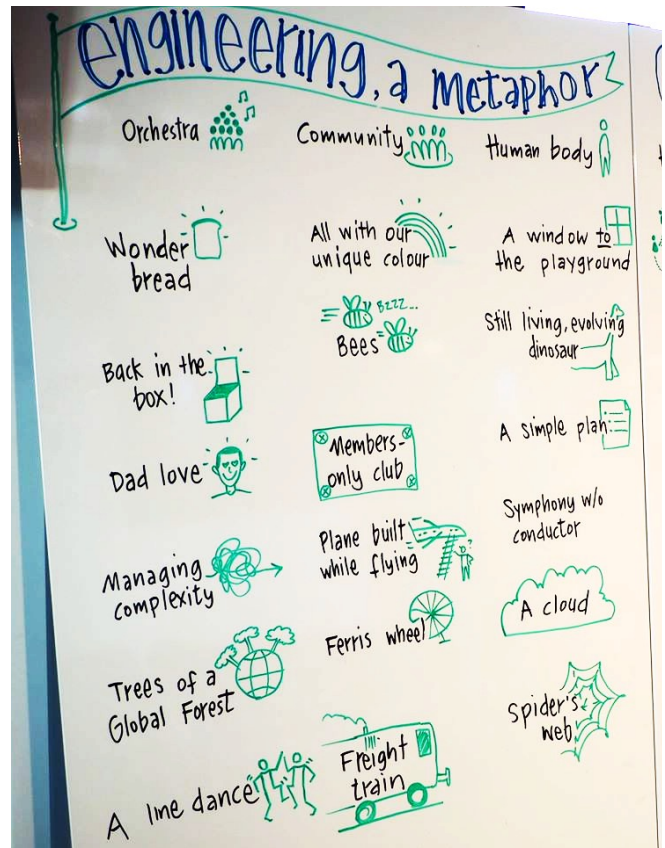 engineering, a metaphor
Orchestra
Wonder
bread
Back in the
box!
Dad love
Managing
complexity
Trees of a
Global Forest
A line dance
Community
All with our
unique colour
Bzzz...
Bees
Members-
only club
Plane built
while flying
Ferris wheel
Freight
train
Human body
A window to
the playground
Still living, evolving
dinosaur
A simple plan
Symphony w/o
conductor
A cloud
Spider's
web